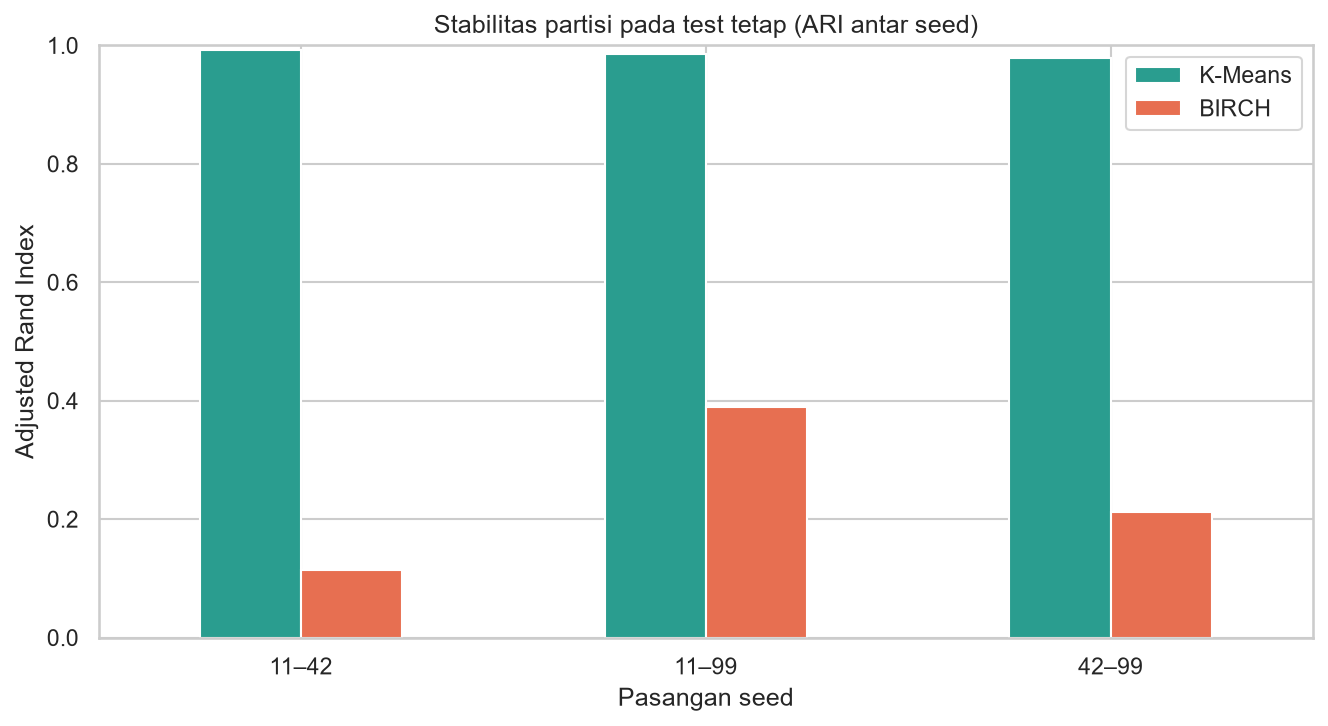 Stabilitas partisi pada test tetap (ARI antar seed)
1.0
0.8
0.6
0.4
0.2
0.0
Adjusted Rand Index
K-Means
BIRCH
11–42
11–99
42–99
Pasangan seed